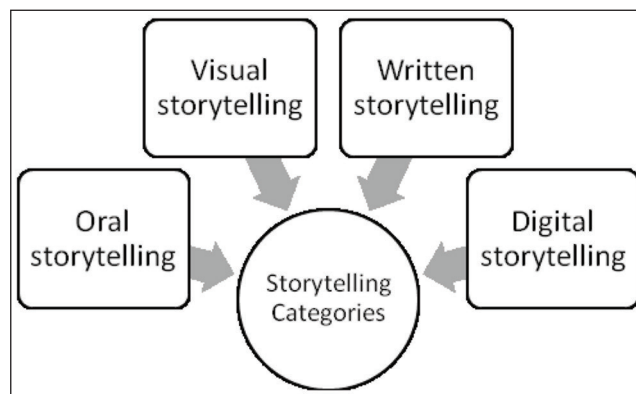 Visual
storytelling
Written
storytelling
Oral
storytelling
Digital
storytelling
Storytelling
Categories